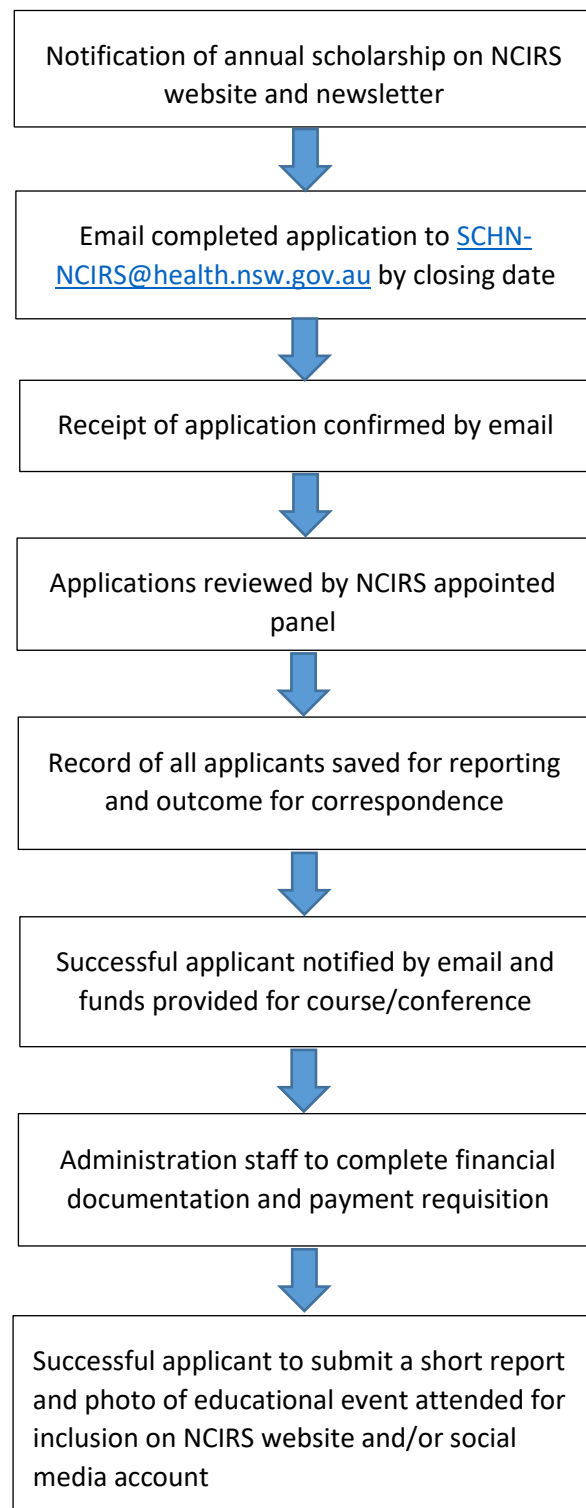 Notification of annual scholarship on NCIRS
website and newsletter
Email completed application to SCHN-
NCIRS@health.nsw.gov.au by closing date
Receipt of application confirmed by email
Applications reviewed by NCIRS appointed
panel
Record of all applicants saved for reporting
and outcome for correspondence
Successful applicant notified by email and
funds provided for course/conference
Administration staff to complete financial
documentation and payment requisition
Successful applicant to submit a short report
and photo of educational event attended for
inclusion on NCIRS website and/or social
media account